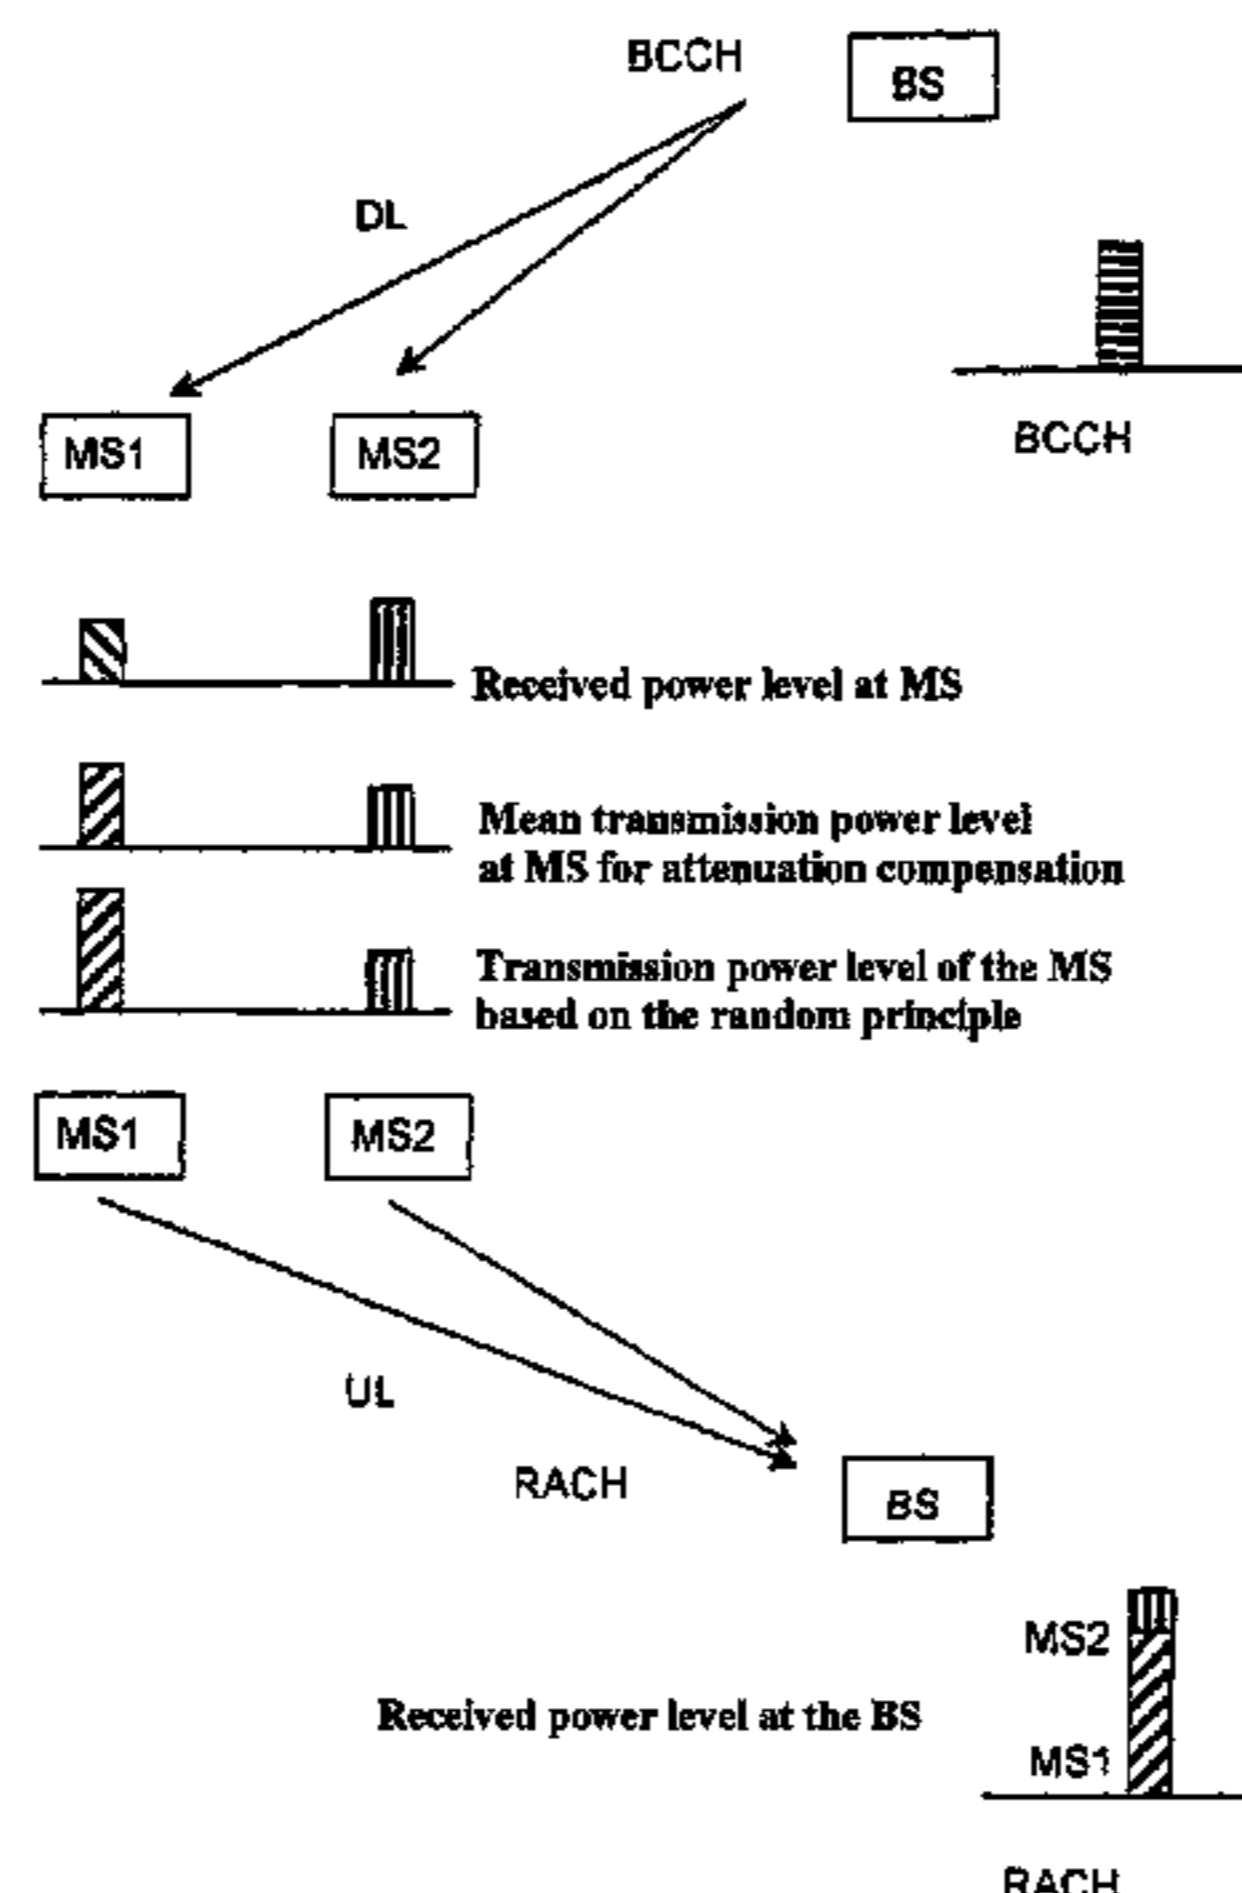 BCCH
BS
DL
BCCH
MS1
MS2
Received power level at MS
Mean transmission power level
at MS for attenuation compensation
Transmission power level of the MS
based on the random principle
MS1
MS2
UL
RACH
BS
MS2
Received power level at the BS
MS1
RACH